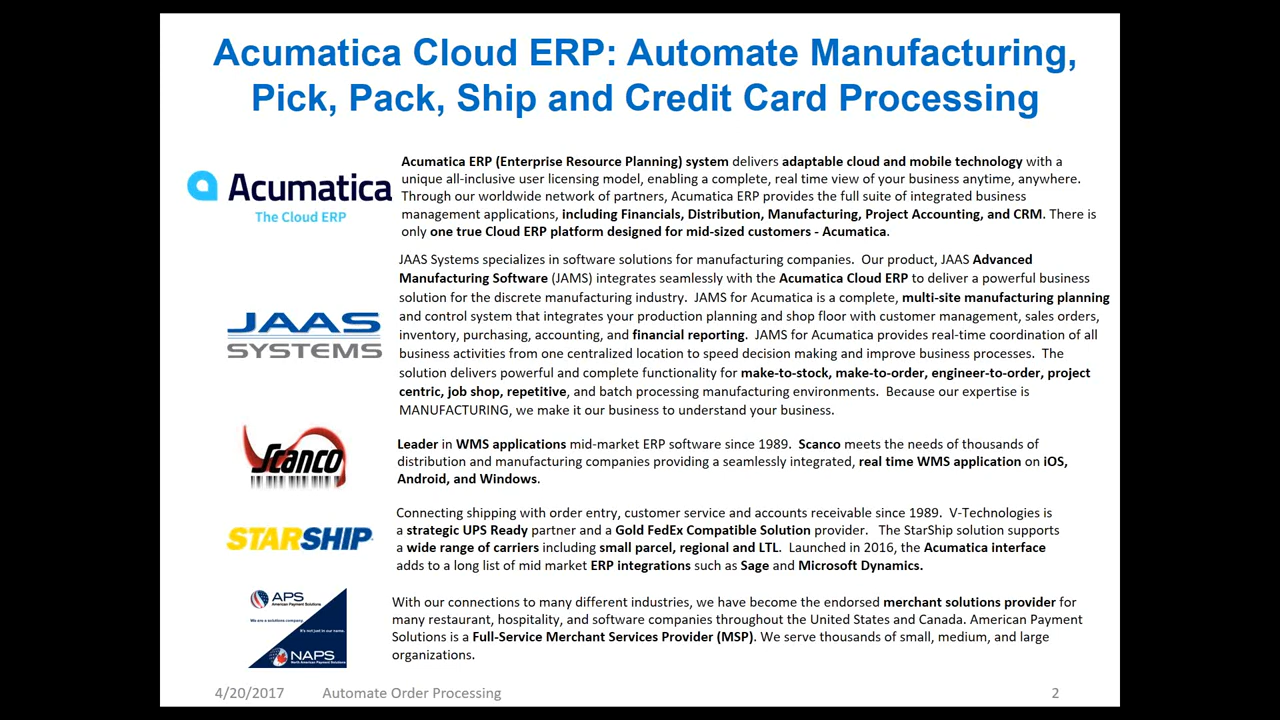 Acumatica Cloud ERP: Automate Manufacturing,
Pick, Pack, Ship and Credit Card Processing
Acumatica
The Cloud ERP
Acumatica ERP (Enterprise Resource Planning) system delivers adaptable cloud and mobile technology with a
unique all-inclusive user licensing model, enabling a complete, real time view of your business anytime, anywhere.
Through our worldwide network of partners, Acumatica ERP provides the full suite of integrated business
management applications, including Financials, Distribution, Manufacturing, Project Accounting, and CRM. There is
only one true Cloud ERP platform designed for mid-sized customers - Acumatica.
JAAS
SYSTEMS
JAAS Systems specializes in software solutions for manufacturing companies.  Our product, JAAS Advanced
Manufacturing Software (JAMS) integrates seamlessly with the Acumatica Cloud ERP to deliver a powerful business
solution for the discrete manufacturing industry.  JAMS for Acumatica is a complete, multi-site manufacturing planning
and control system that integrates your production planning and shop floor with customer management, sales orders,
inventory, purchasing, accounting, and financial reporting.  JAMS for Acumatica provides real-time coordination of all
business activities from one centralized location to speed decision making and improve business processes.  The
solution delivers powerful and complete functionality for make-to-stock, make-to-order, engineer-to-order, project
centric, job shop, repetitive, and batch processing manufacturing environments.  Because our expertise is
MANUFACTURING, we make it our business to understand your business.
Scanco
Leader in WMS applications mid-market ERP software since 1989.  Scanco meets the needs of thousands of
distribution and manufacturing companies providing a seamlessly integrated, real time WMS application on iOS,
Android, and Windows.
STARSHIP
Connecting shipping with order entry, customer service and accounts receivable since 1989.  V-Technologies is
a strategic UPS Ready partner and a Gold FedEx Compatible Solution provider.   The StarShip solution supports
a wide range of carriers including small parcel, regional and LTL.  Launched in 2016, the Acumatica interface
adds to a long list of mid market ERP integrations such as Sage and Microsoft Dynamics.
APS
American Payment Solutions
We are a solutions company.
It's not just in our name.
NAPS
North American Payment Solutions
With our connections to many different industries, we have become the endorsed merchant solutions provider for
many restaurant, hospitality, and software companies throughout the United States and Canada. American Payment
Solutions is a Full-Service Merchant Services Provider (MSP). We serve thousands of small, medium, and large
organizations.
4/20/2017 Automate Order Processing 2